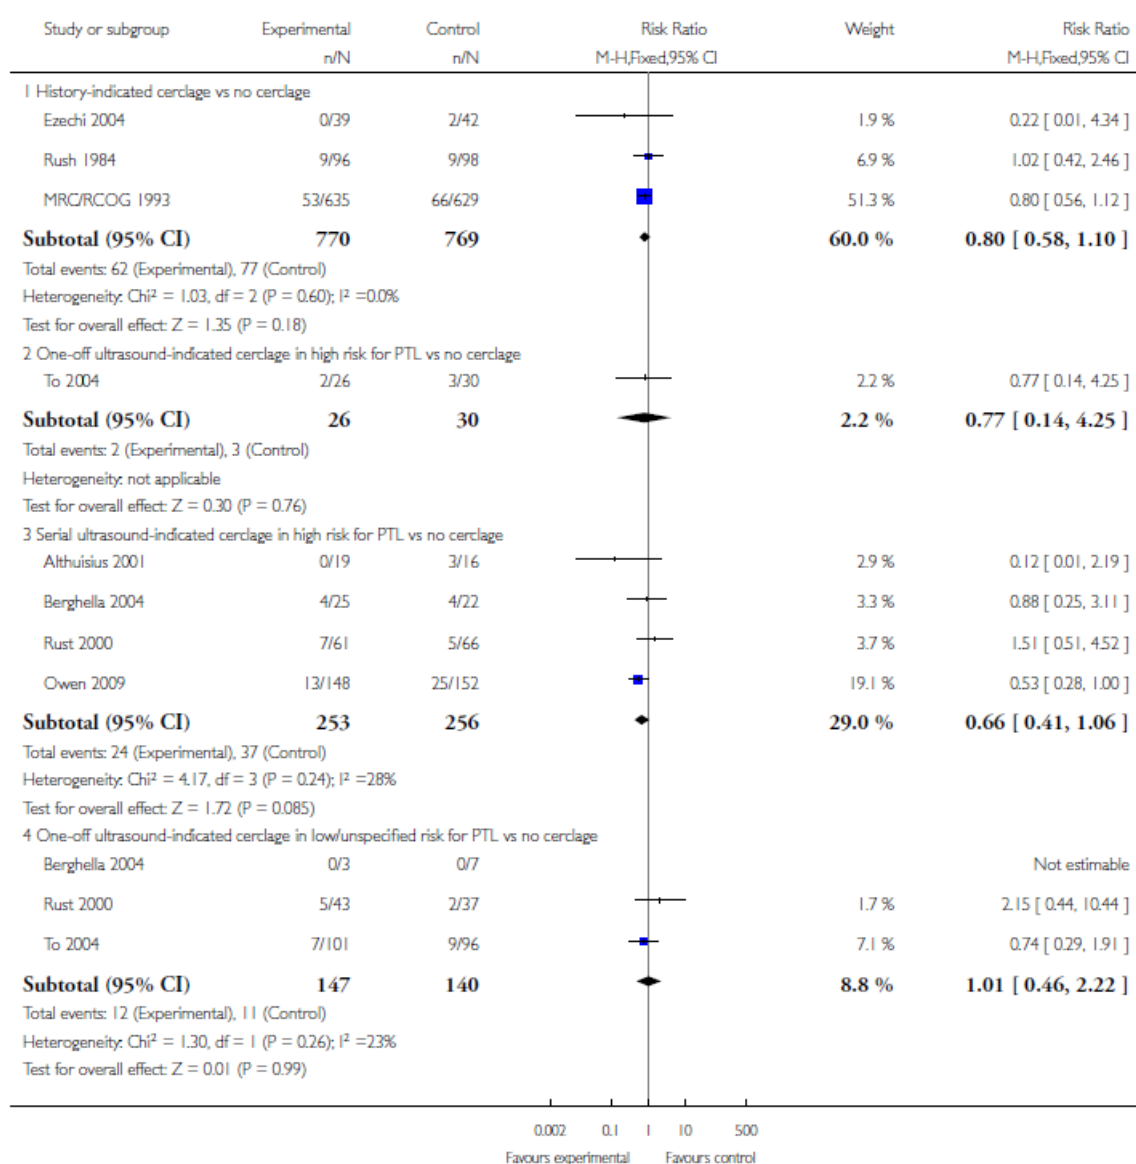 Study or subgroup Experimental Control Risk Ratio Weight Risk Ratio
n/N n/N M-H,Fixed,95% CI M-H,Fixed,95% CI
1 History-indicated cerclage vs no cerclage
Ezechi 2004 0/39 2/42 1.9 % 0.22 [ 0.01, 4.34 ]
Rush 1984 9/96 9/98 6.9 % 1.02 [ 0.42, 2.46 ]
MRC/RCOG 1993 53/635 66/629 51.3 % 0.80 [ 0.56, 1.12 ]
Subtotal (95% CI) 770 769 60.0 % 0.80 [ 0.58, 1.10 ]
Total events: 62 (Experimental), 77 (Control)
Heterogeneity: Chi² = 1.03, df = 2 (P = 0.60); I² =0.0%
Test for overall effect: Z = 1.35 (P = 0.18)
2 One-off ultrasound-indicated cerclage in high risk for PTL vs no cerclage
To 2004 2/26 3/30 2.2 % 0.77 [ 0.14, 4.25 ]
Subtotal (95% CI) 26 30 2.2 % 0.77 [ 0.14, 4.25 ]
Total events: 2 (Experimental), 3 (Control)
Heterogeneity: not applicable
Test for overall effect: Z = 0.30 (P = 0.76)
3 Serial ultrasound-indicated cerclage in high risk for PTL vs no cerclage
Althuisius 2001 0/19 3/16 2.9 % 0.12 [ 0.01, 2.19 ]
Berghella 2004 4/25 4/22 3.3 % 0.88 [ 0.25, 3.11 ]
Rust 2000 7/61 5/66 3.7 % 1.51 [ 0.51, 4.52 ]
Owen 2009 13/148 25/152 19.1 % 0.53 [ 0.28, 1.00 ]
Subtotal (95% CI) 253 256 29.0 % 0.66 [ 0.41, 1.06 ]
Total events: 24 (Experimental), 37 (Control)
Heterogeneity: Chi² = 4.17, df = 3 (P = 0.24); I² =28%
Test for overall effect: Z = 1.72 (P = 0.085)
4 One-off ultrasound-indicated cerclage in low/unspecified risk for PTL vs no cerclage
Berghella 2004 0/3 0/7 Not estimable
Rust 2000 5/43 2/37 1.7 % 2.15 [ 0.44, 10.44 ]
To 2004 7/101 9/96 7.1 % 0.74 [ 0.29, 1.91 ]
Subtotal (95% CI) 147 140 8.8 % 1.01 [ 0.46, 2.22 ]
Total events: 12 (Experimental), 11 (Control)
Heterogeneity: Chi² = 1.30, df = 1 (P = 0.26); I² =23%
Test for overall effect: Z = 0.01 (P = 0.99)
0.002 0.1 1 10 500
Favours experimental Favours control